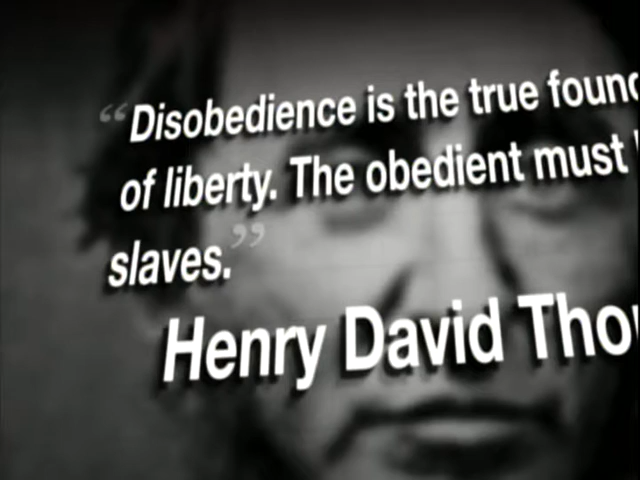 “Disobedience is the true found
of liberty. The obedient must
slaves.”
Henry David Tho